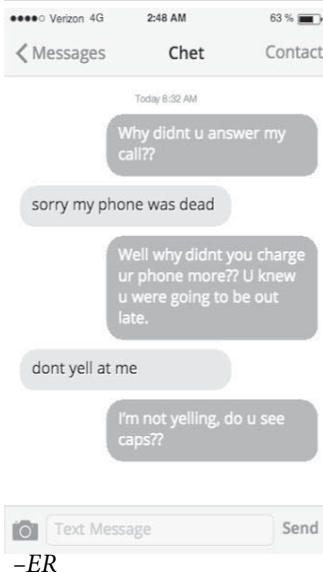 Verizon 4G 2:48 AM 63 %
Messages Chet Contact
Today 8:32 AM
Why didnt u answer my
call??
sorry my phone was dead
Well why didnt you charge
ur phone more?? U knew
u were going to be out
late.
dont yell at me
I'm not yelling, do u see
caps??
Text Message Send
–ER